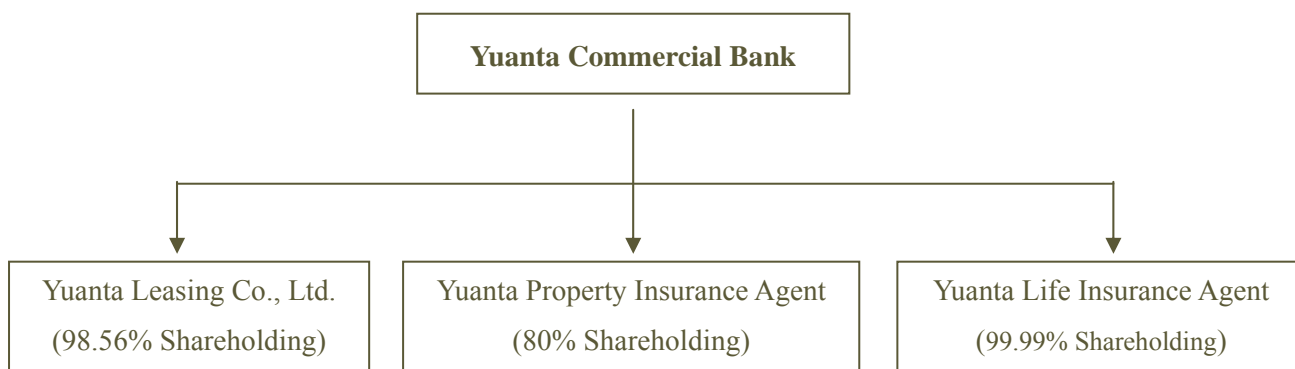 Yuanta Commercial Bank
Yuanta Leasing Co., Ltd.
(98.56% Shareholding)
Yuanta Property Insurance Agent
(80% Shareholding)
Yuanta Life Insurance Agent
(99.99% Shareholding)